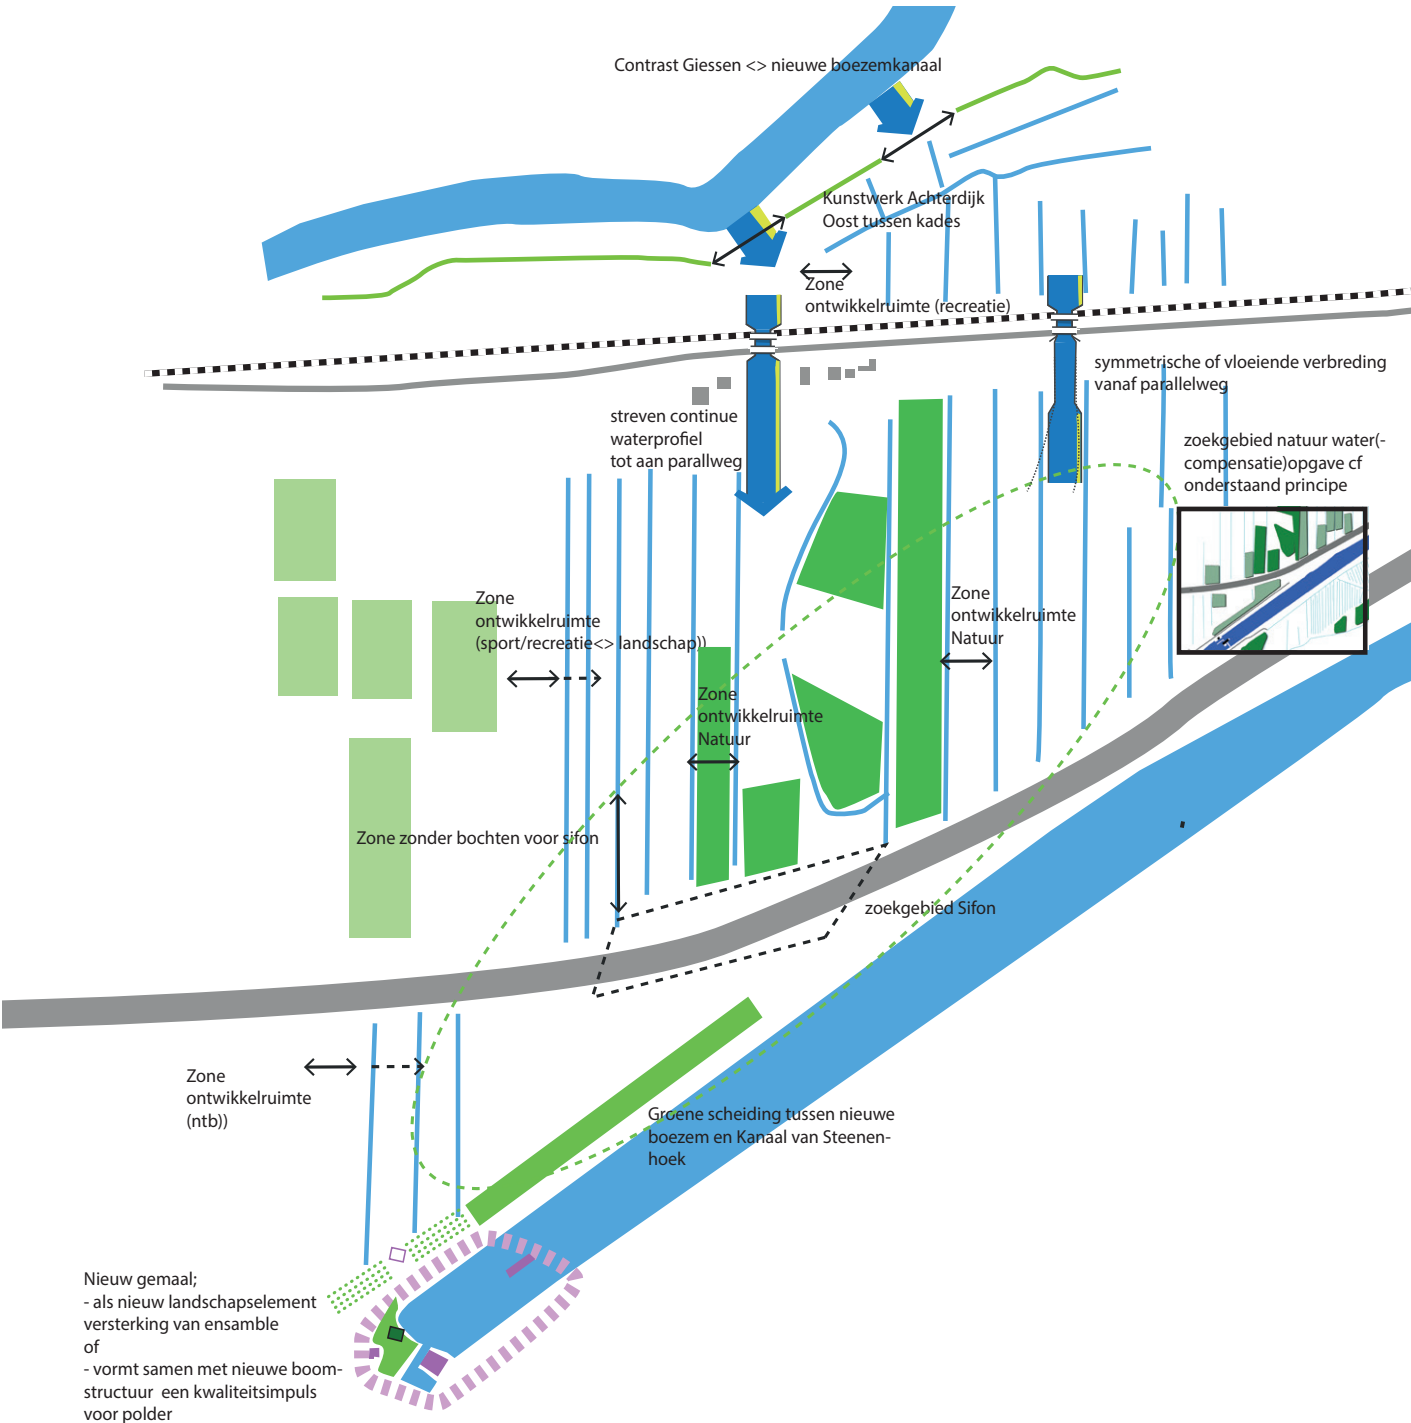 Contrast Giessen <> nieuwe boezemkanaal
Kunstwerk Achterdijk
Oost tussen kades
Zone
ontwikkelruimte (recreatie)
symmetrische of vloeiende verbreding
vanaf parallelweg
streven continue
waterprofiel
tot aan parallweg
zoekgebied natuur water(-
compensatie)opgave cf
onderstaand principe
Zone
ontwikkelruimte
(sport/recreatie<> landschap))
Zone
ontwikkelruimte
Natuur
Zone
ontwikkelruimte
Natuur
Zone zonder bochten voor sifon
zoekgebied Sifon
Zone
ontwikkelruimte
(ntb))
Groene scheiding tussen nieuwe
boezem en Kanaal van Steenen-
hoek
Nieuw gemaal;
- als nieuw landschapselement
versterking van ensamble
of
- vormt samen met nieuwe boom-
structuur een kwaliteitsimpuls
voor polder